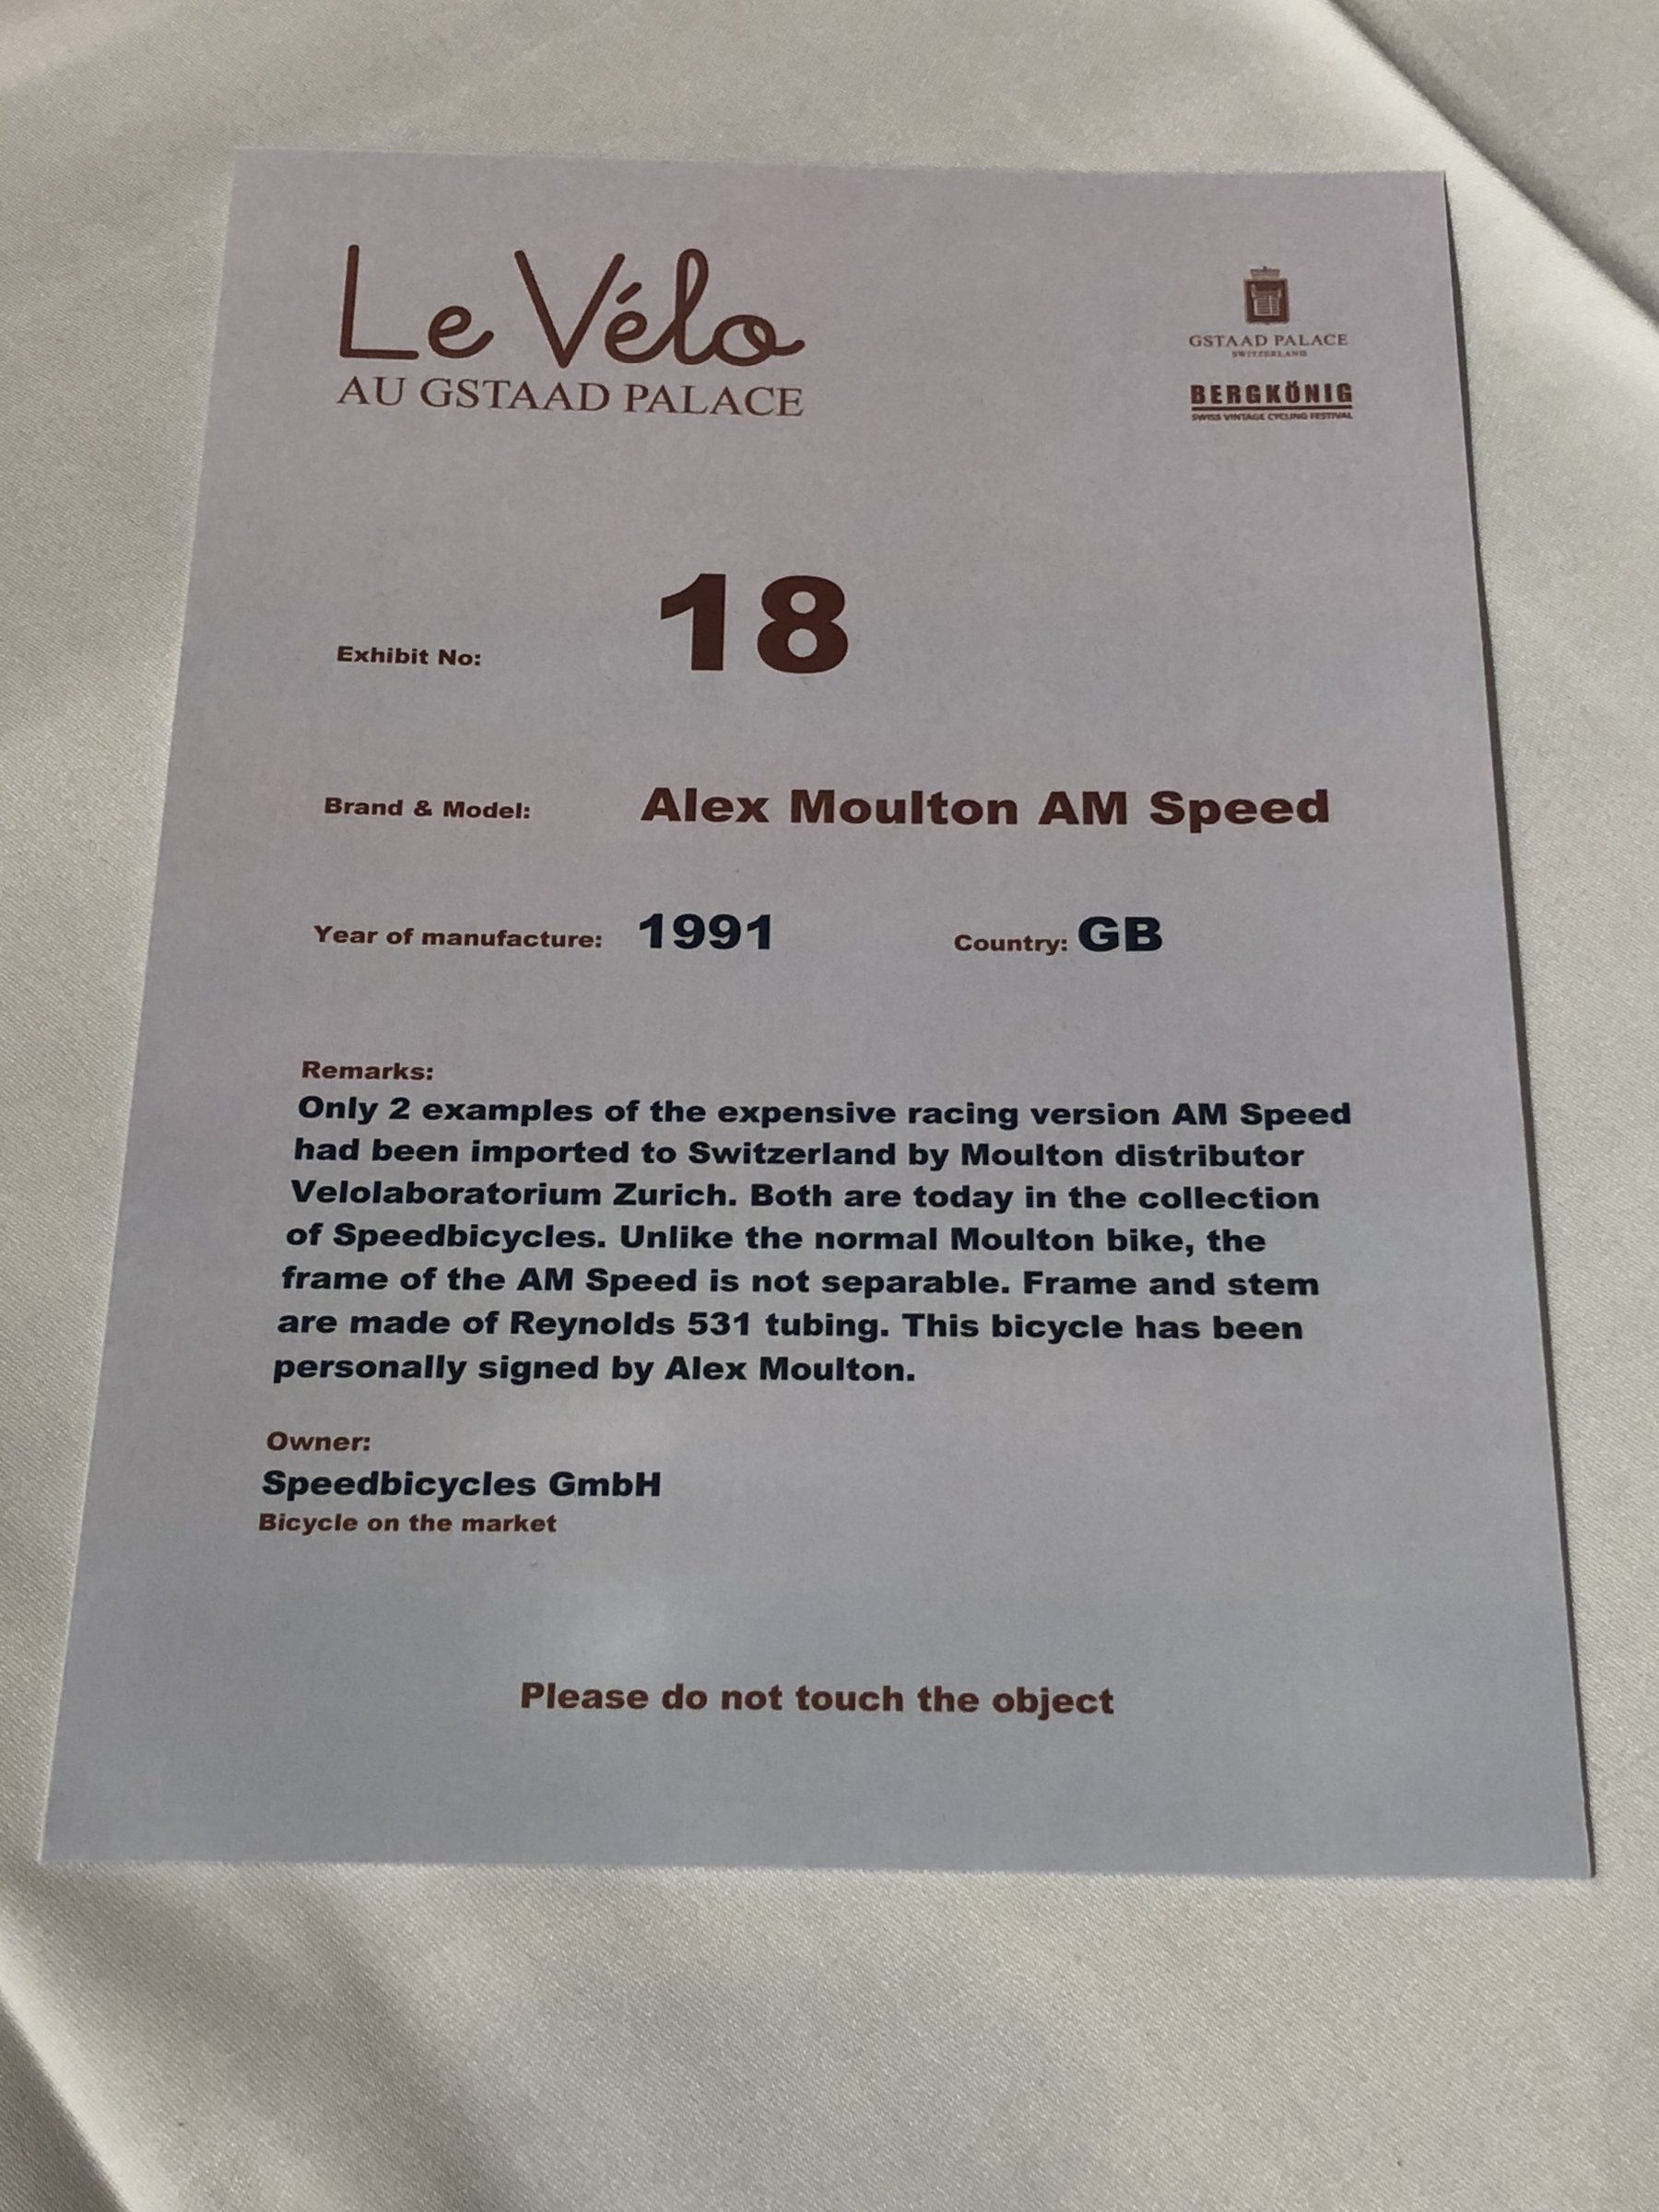 Le Vélo
AU GSTAAD PALACE
GSTAAD PALACE
SWITZERLAND
BERGKÖNIG
SWISS VINTAGE CYCLING FESTIVAL
Exhibit No: 18
Brand & Model: Alex Moulton AM Speed
Year of manufacture: 1991 Country: GB
Remarks:
Only 2 examples of the expensive racing version AM Speed
had been imported to Switzerland by Moulton distributor
Velolaboratorium Zurich. Both are today in the collection
of Speedbicycles. Unlike the normal Moulton bike, the
frame of the AM Speed is not separable. Frame and stem
are made of Reynolds 531 tubing. This bicycle has been
personally signed by Alex Moulton.
Owner:
Speedbicycles GmbH
Bicycle on the market
Please do not touch the object